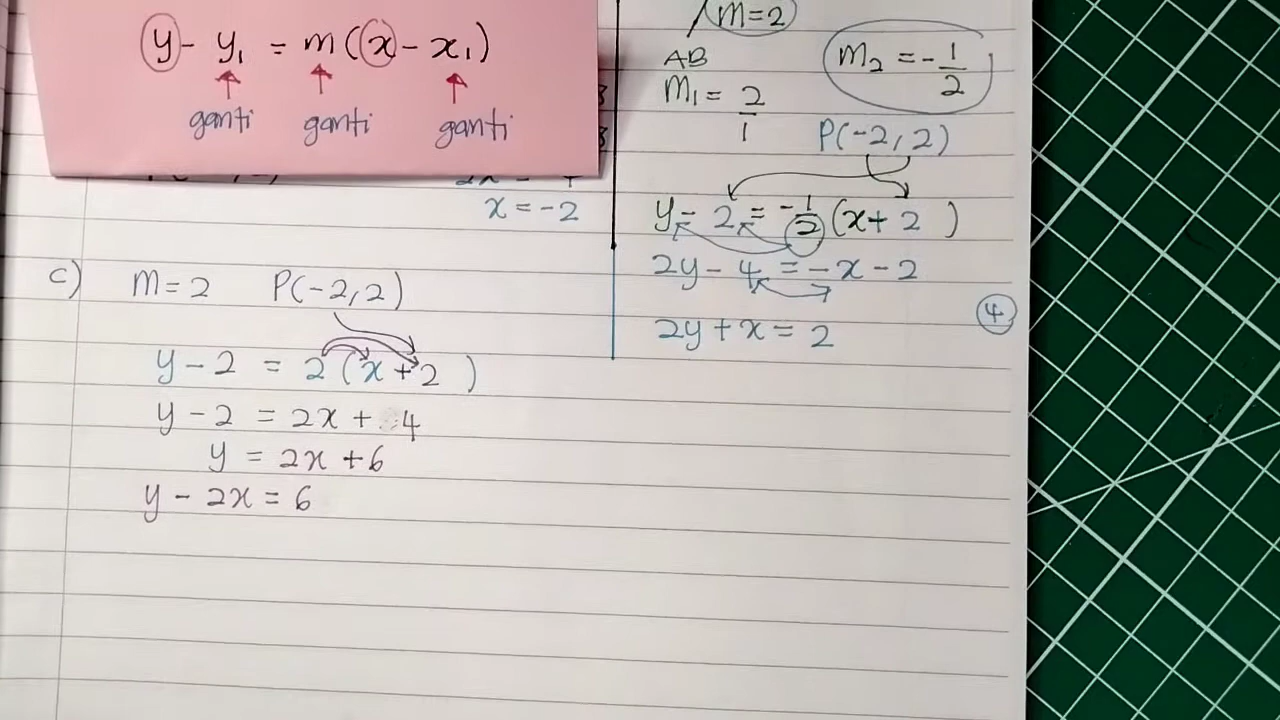 y - y₁ = m(x - x₁)
ganti ganti ganti
x = -2
c) m = 2 P(-2, 2)
y - 2 = 2(x + 2 )
y - 2 = 2x + 4
y = 2x + 6
y - 2x = 6
m = 2
AB
m₁ = 2/1
m₂ = -1/2
P(-2, 2)
y - 2 = -1/2 (x + 2 )
2y - 4 = -x - 2
2y + x = 2
4